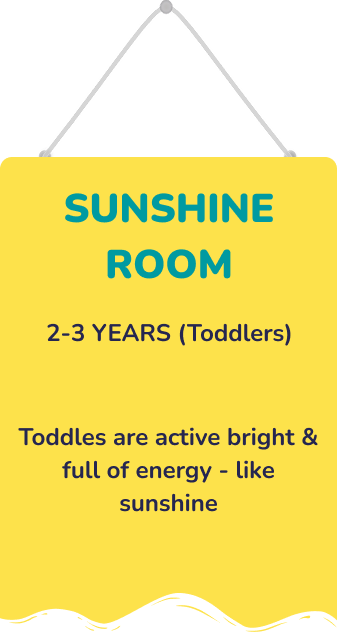 SUNSHINE
ROOM
2-3 YEARS (Toddlers)
Toddles are active bright &
full of energy - like
sunshine